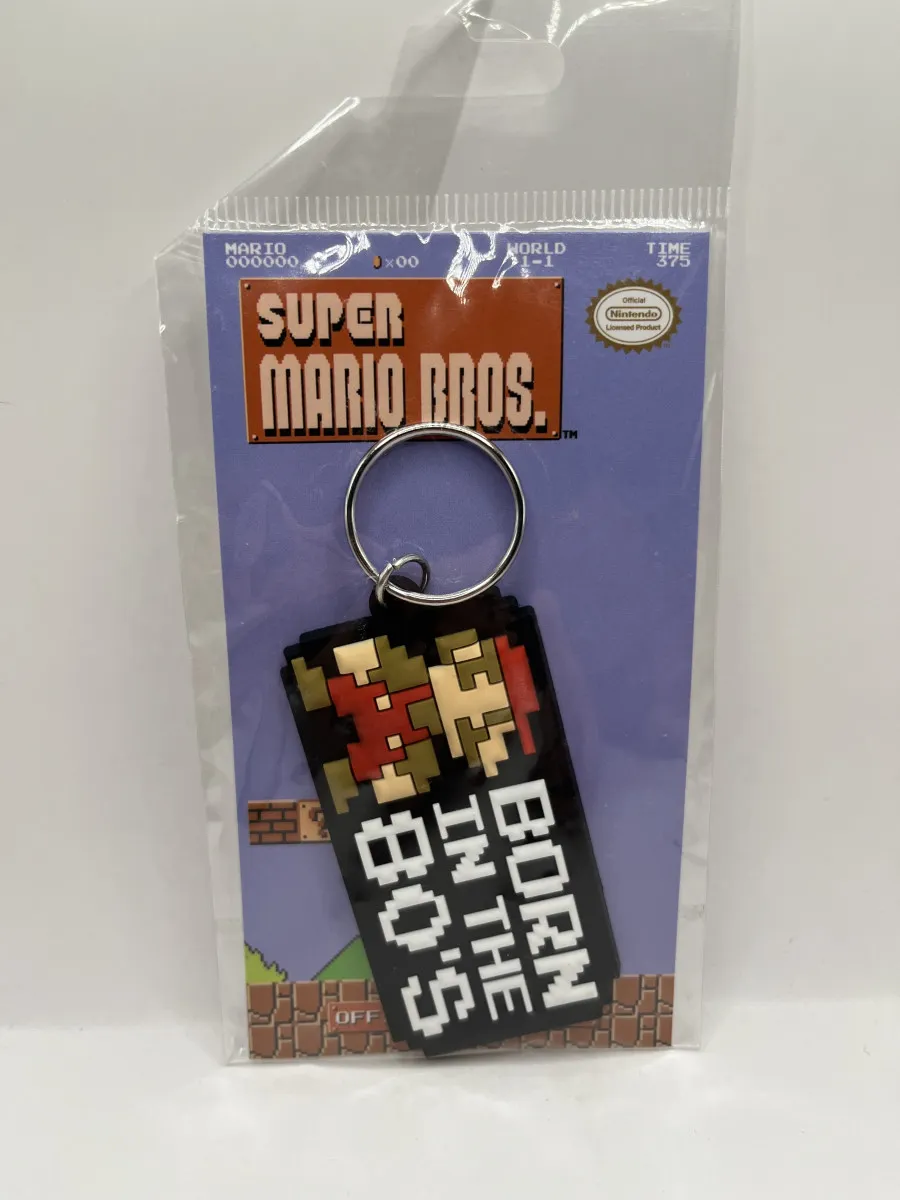 MARIO WORLD TIME
000000 ×00 1-1 375
SUPER
MARIO BROS.
TM
Official
Nintendo
Licensed Product
TM
BORN
IN THE
80'S
OFF